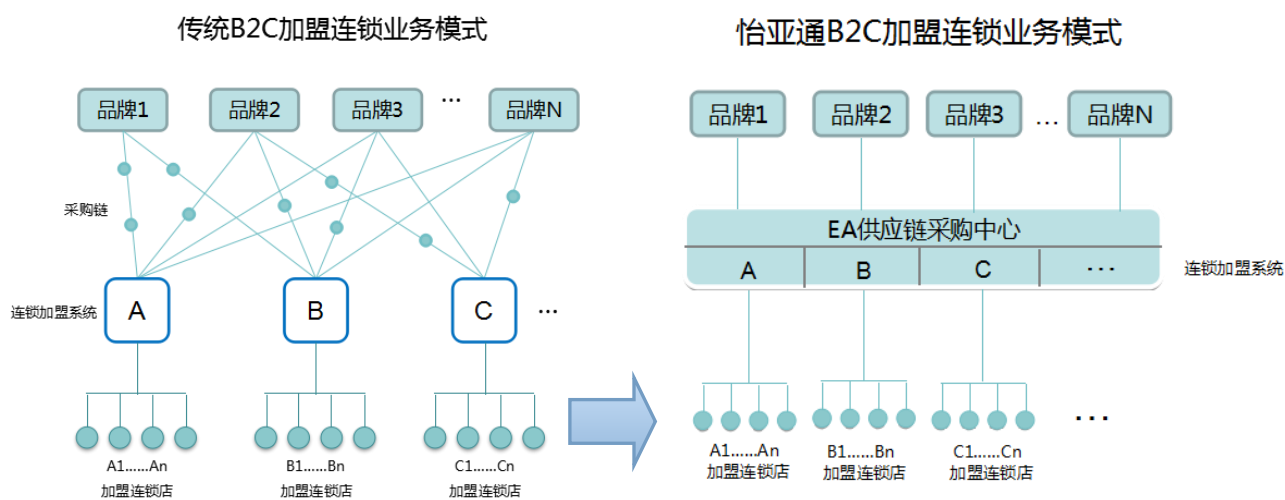 传统B2C加盟连锁业务模式
品牌1
品牌2
品牌3
...
品牌N
采购链
连锁加盟系统
A
B
C
...
A1......An
加盟连锁店
B1......Bn
加盟连锁店
C1......Cn
加盟连锁店
怡亚通B2C加盟连锁业务模式
品牌1
品牌2
品牌3
...
品牌N
EA供应链采购中心
A
B
C
...
连锁加盟系统
A1......An
加盟连锁店
B1......Bn
加盟连锁店
C1......Cn
加盟连锁店
...